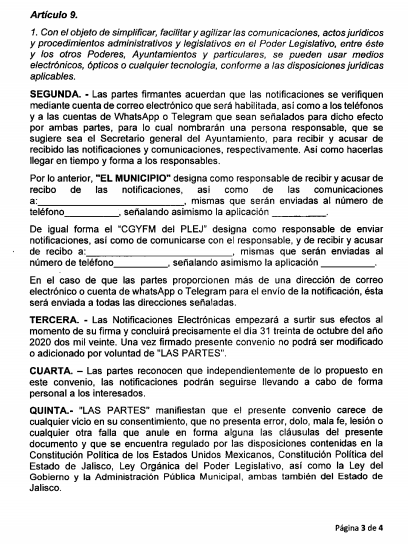 Artículo 9.
1. Con el objeto de simplificar, facilitar y agilizar las comunicaciones, actos jurídicos
y procedimientos administrativos y legislativos en el Poder Legislativo, entre éste
y los otros Poderes, Ayuntamientos y particulares, se pueden usar medios
electrónicos, ópticos o cualquier tecnología, conforme a las disposiciones jurídicas
aplicables.
SEGUNDA. - Las partes firmantes acuerdan que las notificaciones se verifiquen
mediante cuenta de correo electrónico que será habilitada, así como a los teléfonos
y a las cuentas de WhatsApp o Telegram que sean señalados para dicho efecto
por ambas partes, para lo cual nombrarán una persona responsable, que se
sugiere sea el Secretario general del Ayuntamiento, para recibir y acusar de
recibido las notificaciones y comunicaciones, respectivamente. Así como hacerlas
llegar en tiempo y forma a los responsables.
Por lo anterior, "EL MUNICIPIO" designa como responsable de recibir y acusar de
recibo de las notificaciones, así como de las comunicaciones
a:____________________________, mismas que serán enviadas al número de
teléfono__________, señalando asimismo la aplicación __________.
De igual forma el "CGYFM del PLEJ" designa como responsable de enviar
notificaciones, así como de comunicarse con el responsable, y de recibir y acusar
de recibo a:____________________________, mismas que serán enviadas al
número de teléfono__________, señalando asimismo la aplicación __________.
En el caso de que las partes proporcionen más de una dirección de correo
electrónico o cuenta de whatsApp o Telegram para el envío de la notificación, ésta
será enviada a todas las direcciones señaladas.
TERCERA. - Las Notificaciones Electrónicas empezará a surtir sus efectos al
momento de su firma y concluirá precisamente el día 31 treinta de octubre del año
2020 dos mil veinte. Una vez firmado presente convenio no podrá ser modificado
o adicionado por voluntad de "LAS PARTES".
CUARTA. – Las partes reconocen que independientemente de lo propuesto en
este convenio, las notificaciones podrán seguirse llevando a cabo de forma
personal a los interesados.
QUINTA.- "LAS PARTES" manifiestan que el presente convenio carece de
cualquier vicio en su consentimiento, que no presenta error, dolo, mala fe, lesión o
cualquier otra falla que anule en forma alguna las cláusulas del presente
documento y que se encuentra regulado por las disposiciones contenidas en la
Constitución Política de los Estados Unidos Mexicanos, Constitución Política del
Estado de Jalisco, Ley Orgánica del Poder Legislativo, así como la Ley del
Gobierno y la Administración Pública Municipal, ambas también del Estado de
Jalisco.
Página 3 de 4